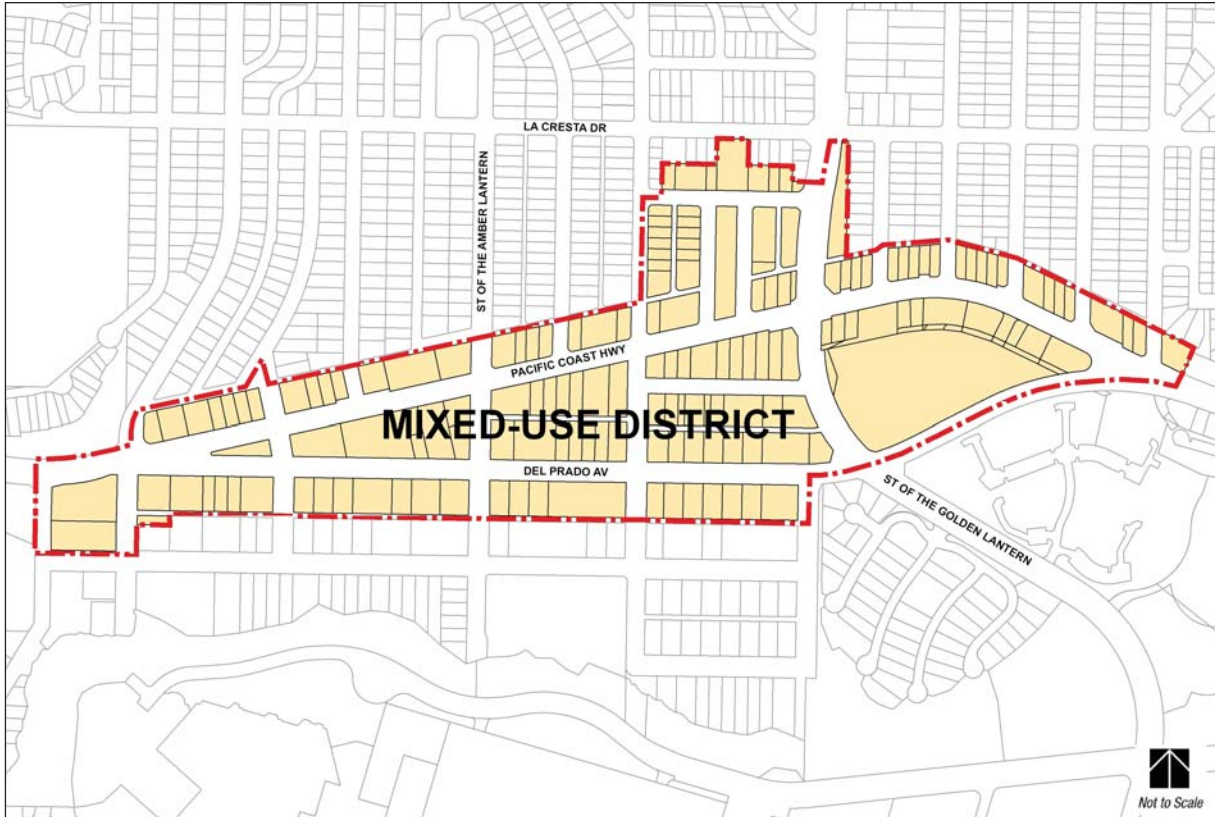 LA CRESTA DR
ST OF THE AMBER LANTERN
PACIFIC COAST HWY
MIXED-USE DISTRICT
DEL PRADO AV
ST OF THE GOLDEN LANTERN
Not to Scale